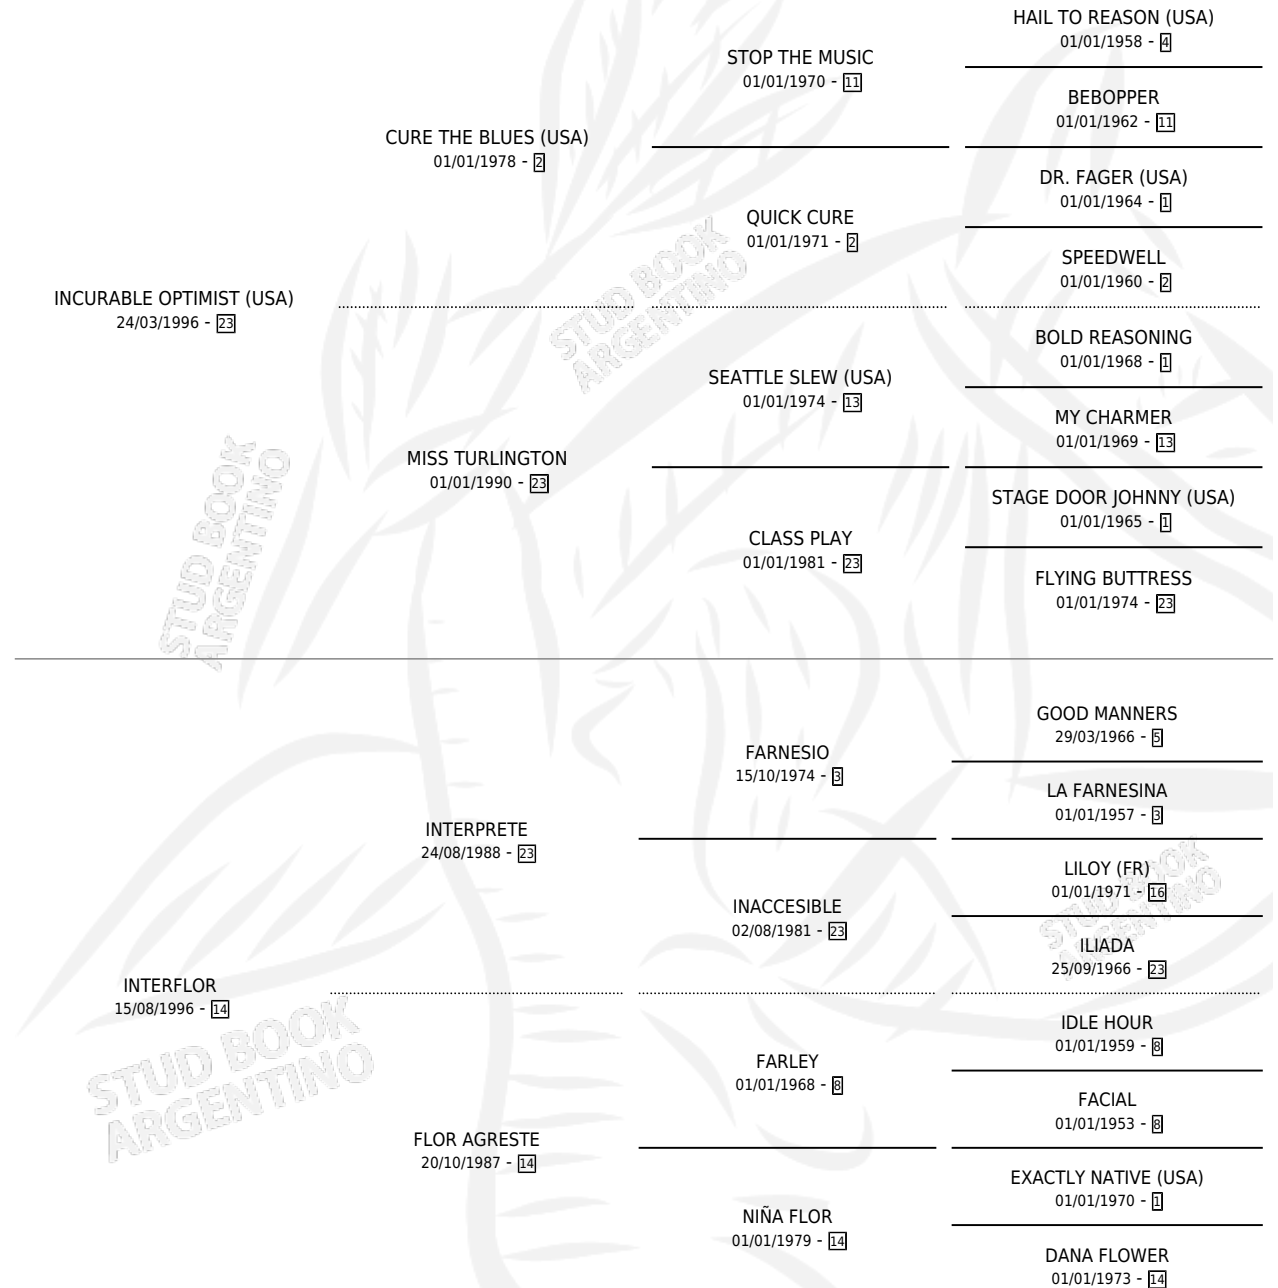 HAIL TO REASON (USA)
01/01/1958 - 4
STOP THE MUSIC
01/01/1970 - 11
BEBOPPER
01/01/1962 - 11
CURE THE BLUES (USA)
01/01/1978 - 2
DR. FAGER (USA)
01/01/1964 - 1
QUICK CURE
01/01/1971 - 2
SPEEDWELL
01/01/1960 - 2
INCURABLE OPTIMIST (USA)
24/03/1996 - 23
BOLD REASONING
01/01/1968 - 1
SEATTLE SLEW (USA)
01/01/1974 - 13
MY CHARMER
01/01/1969 - 13
MISS TURLINGTON
01/01/1990 - 23
STAGE DOOR JOHNNY (USA)
01/01/1965 - 1
CLASS PLAY
01/01/1981 - 23
FLYING BUTTRESS
01/01/1974 - 23
GOOD MANNERS
29/03/1966 - 5
FARNESIO
15/10/1974 - 3
LA FARNESINA
01/01/1957 - 3
INTERPRETE
24/08/1988 - 23
LILOY (FR)
01/01/1971 - 16
INACCESIBLE
02/08/1981 - 23
ILIADA
25/09/1966 - 23
INTERFLOR
15/08/1996 - 14
IDLE HOUR
01/01/1959 - 8
FARLEY
01/01/1968 - 8
FACIAL
01/01/1953 - 8
FLOR AGRESTE
20/10/1987 - 14
EXACTLY NATIVE (USA)
01/01/1970 - 1
NIÑA FLOR
01/01/1979 - 14
DANA FLOWER
01/01/1973 - 14
STUD BOOK
ARGENTINO
STUD BOOK
ARGENTINO
STUD BOOK
ARGENTINO
STUD BOOK
ARGENTINO